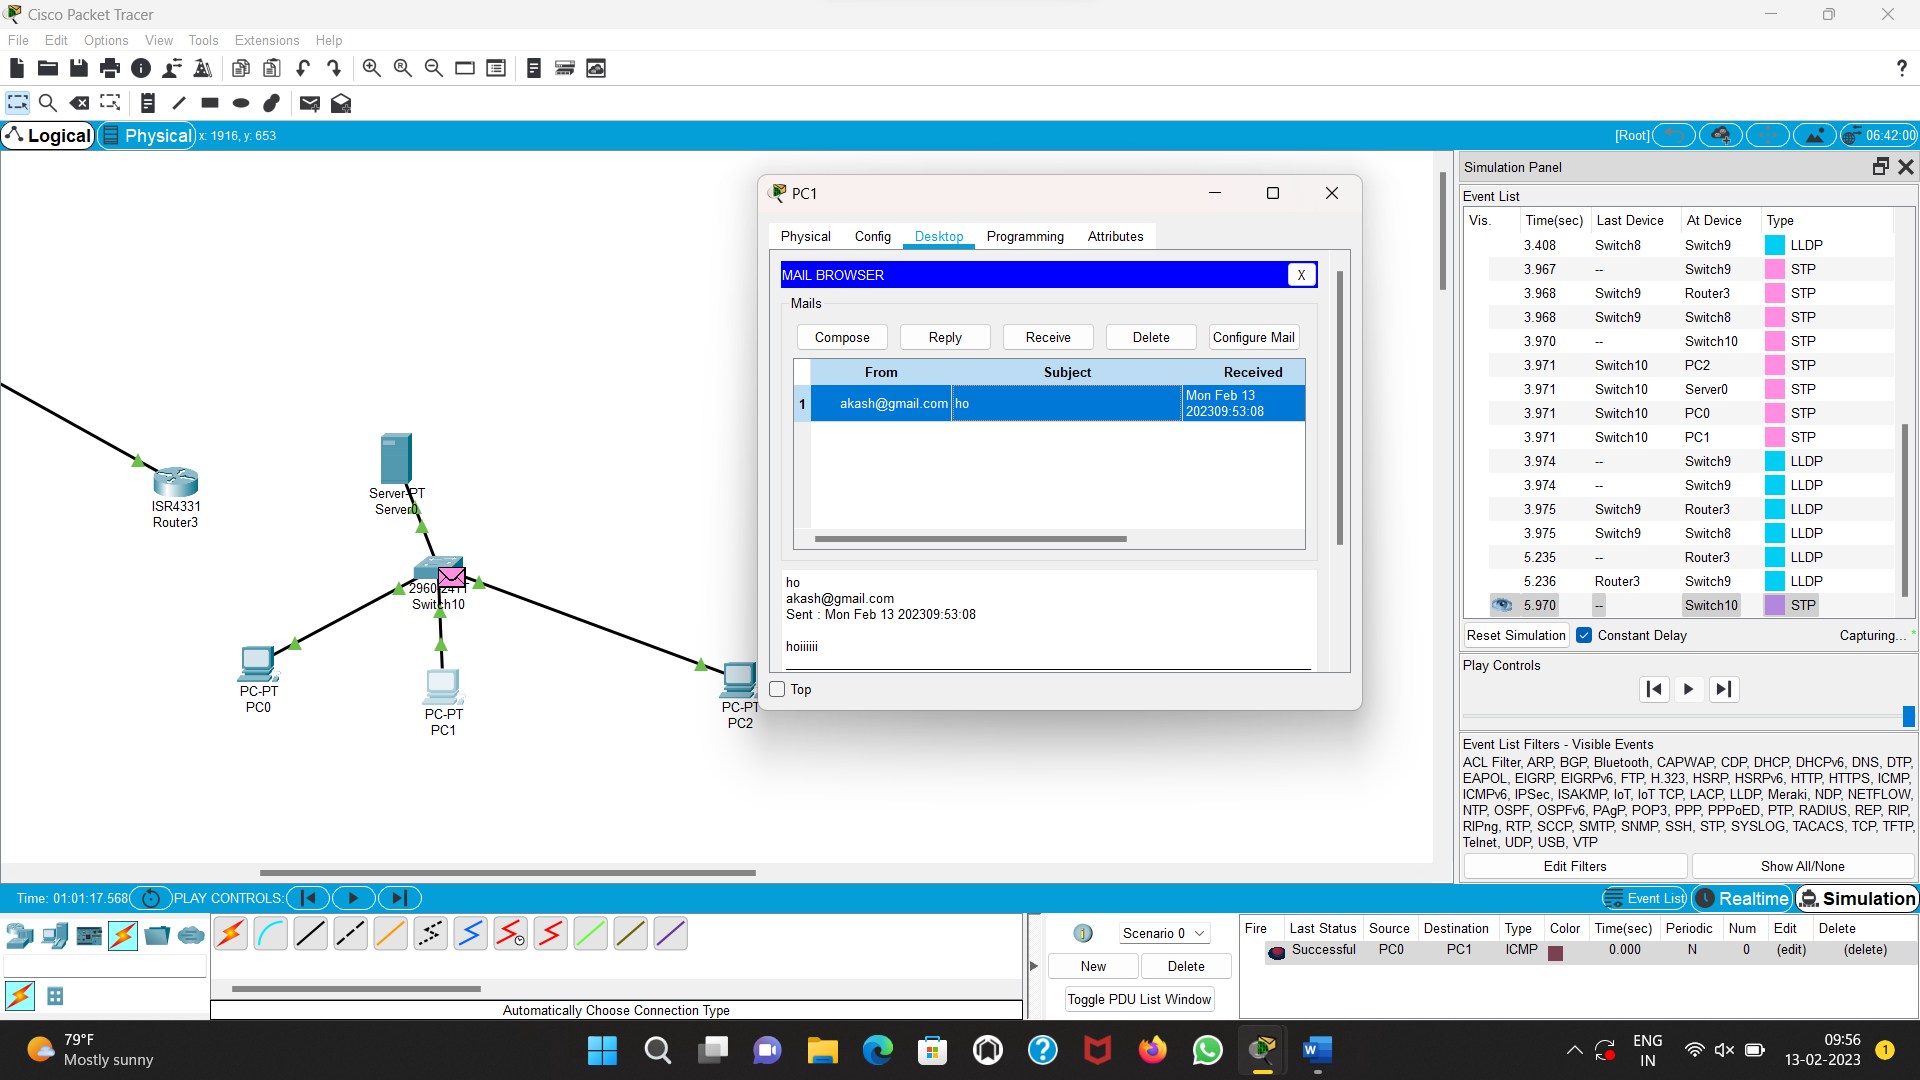 Cisco Packet Tracer
File Edit Options View Tools Extensions Help
?
Logical Physical x: 1916, y: 653
[Root] 06:42:00
ISR4331
Router3
Server-PT
Server0
Switch10
PC-PT
PC0
PC-PT
PC1
PC-PT
PC2
PC1
Physical Config Desktop Programming Attributes
MAIL BROWSER X
Mails
Compose Reply Receive Delete Configure Mail
From Subject Received
1 akash@gmail.com ho Mon Feb 13 202309:53:08
ho
akash@gmail.com
Sent : Mon Feb 13 202309:53:08
hoiiiiii
Top
Simulation Panel
Event List
Vis. Time(sec) Last Device At Device Type
3.408 Switch8 Switch9 LLDP
3.967 -- Switch9 STP
3.968 Switch9 Router3 STP
3.968 Switch9 Switch8 STP
3.970 -- Switch10 STP
3.971 Switch10 PC2 STP
3.971 Switch10 Server0 STP
3.971 Switch10 PC0 STP
3.971 Switch10 PC1 STP
3.974 -- Switch9 LLDP
3.974 -- Switch9 LLDP
3.975 Switch9 Router3 LLDP
3.975 Switch9 Switch8 LLDP
5.235 -- Router3 LLDP
5.236 Router3 Switch9 LLDP
5.970 -- Switch10 STP
Reset Simulation Constant Delay Capturing... *
Play Controls
Event List Filters - Visible Events
ACL Filter, ARP, BGP, Bluetooth, CAPWAP, CDP, DHCP, DHCPv6, DNS, DTP,
EAPOL, EIGRP, EIGRPv6, FTP, H.323, HSRP, HSRPv6, HTTP, HTTPS, ICMP,
ICMPv6, IPSec, ISAKMP, IoT, IoT TCP, LACP, LLDP, Meraki, NDP, NETFLOW,
NTP, OSPF, OSPFv6, PAgP, POP3, PPP, PPPoED, PTP, RADIUS, REP, RIP,
RIPng, RTP, SCCP, SMTP, SNMP, SSH, STP, SYSLOG, TACACS, TCP, TFTP,
Telnet, UDP, USB, VTP
Edit Filters Show All/None
Time: 01:01:17.568 PLAY CONTROLS: Event List Realtime Simulation
Automatically Choose Connection Type
1 Scenario 0
New Delete
Toggle PDU List Window
Fire Last Status Source Destination Type Color Time(sec) Periodic Num Edit Delete
Successful PC0 PC1 ICMP 0.000 N 0 (edit) (delete)
79°F
Mostly sunny
ENG
IN
09:56
13-02-2023
1